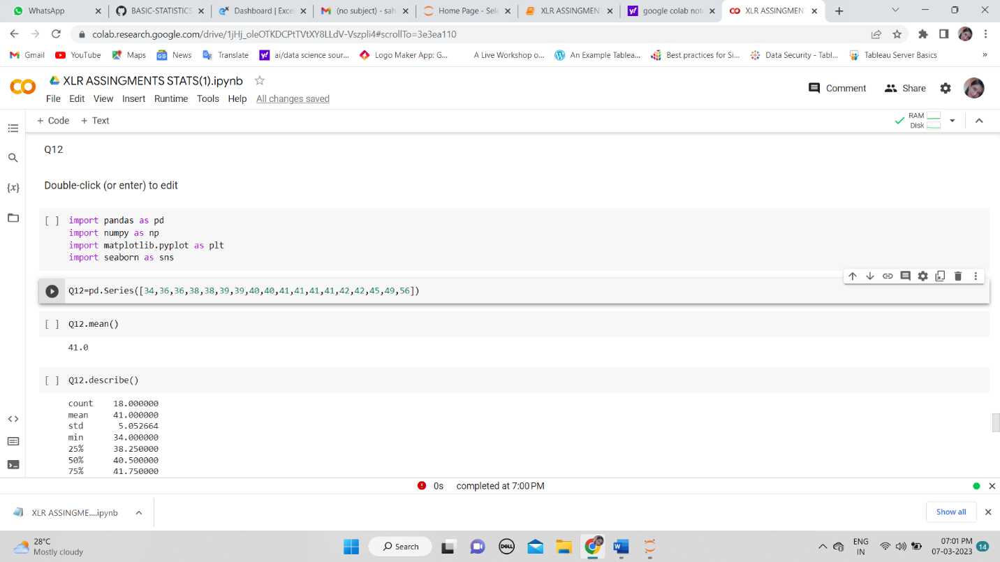 WhatsApp
BASIC-STATISTICS
Dashboard | Exce
(no subject) - sah
Home Page - Sele
XLR ASSINGMENT
google colab not
XLR ASSINGMEN
colab.research.google.com/drive/1jHj_oleOTKDCPtTVtXY8LLdV-Vszpli4#scrollTo=3e3ea110
Gmail
YouTube
Maps
News
Translate
ai/data science sour...
Logo Maker App: G...
A Live Workshop o...
An Example Tablea...
Best practices for Si...
Data Security - Tabl...
Tableau Server Basics
»
XLR ASSINGMENTS STATS(1).ipynb
File Edit View Insert Runtime Tools Help All changes saved
Comment
Share
+ Code + Text
RAM
Disk
Q12
Double-click (or enter) to edit
[ ] import pandas as pd
import numpy as np
import matplotlib.pyplot as plt
import seaborn as sns
Q12=pd.Series([34,36,36,38,38,39,39,40,40,41,41,41,41,42,42,45,49,56])
[ ] Q12.mean()
41.0
[ ] Q12.describe()
count 18.000000
mean 41.000000
std 5.052664
min 34.000000
25% 38.250000
50% 40.500000
75% 41.750000
0s completed at 7:00 PM
XLR ASSINGME....ipynb
Show all
28°C
Mostly cloudy
Search
DELL
ENG
IN
07:01 PM
07-03-2023
14